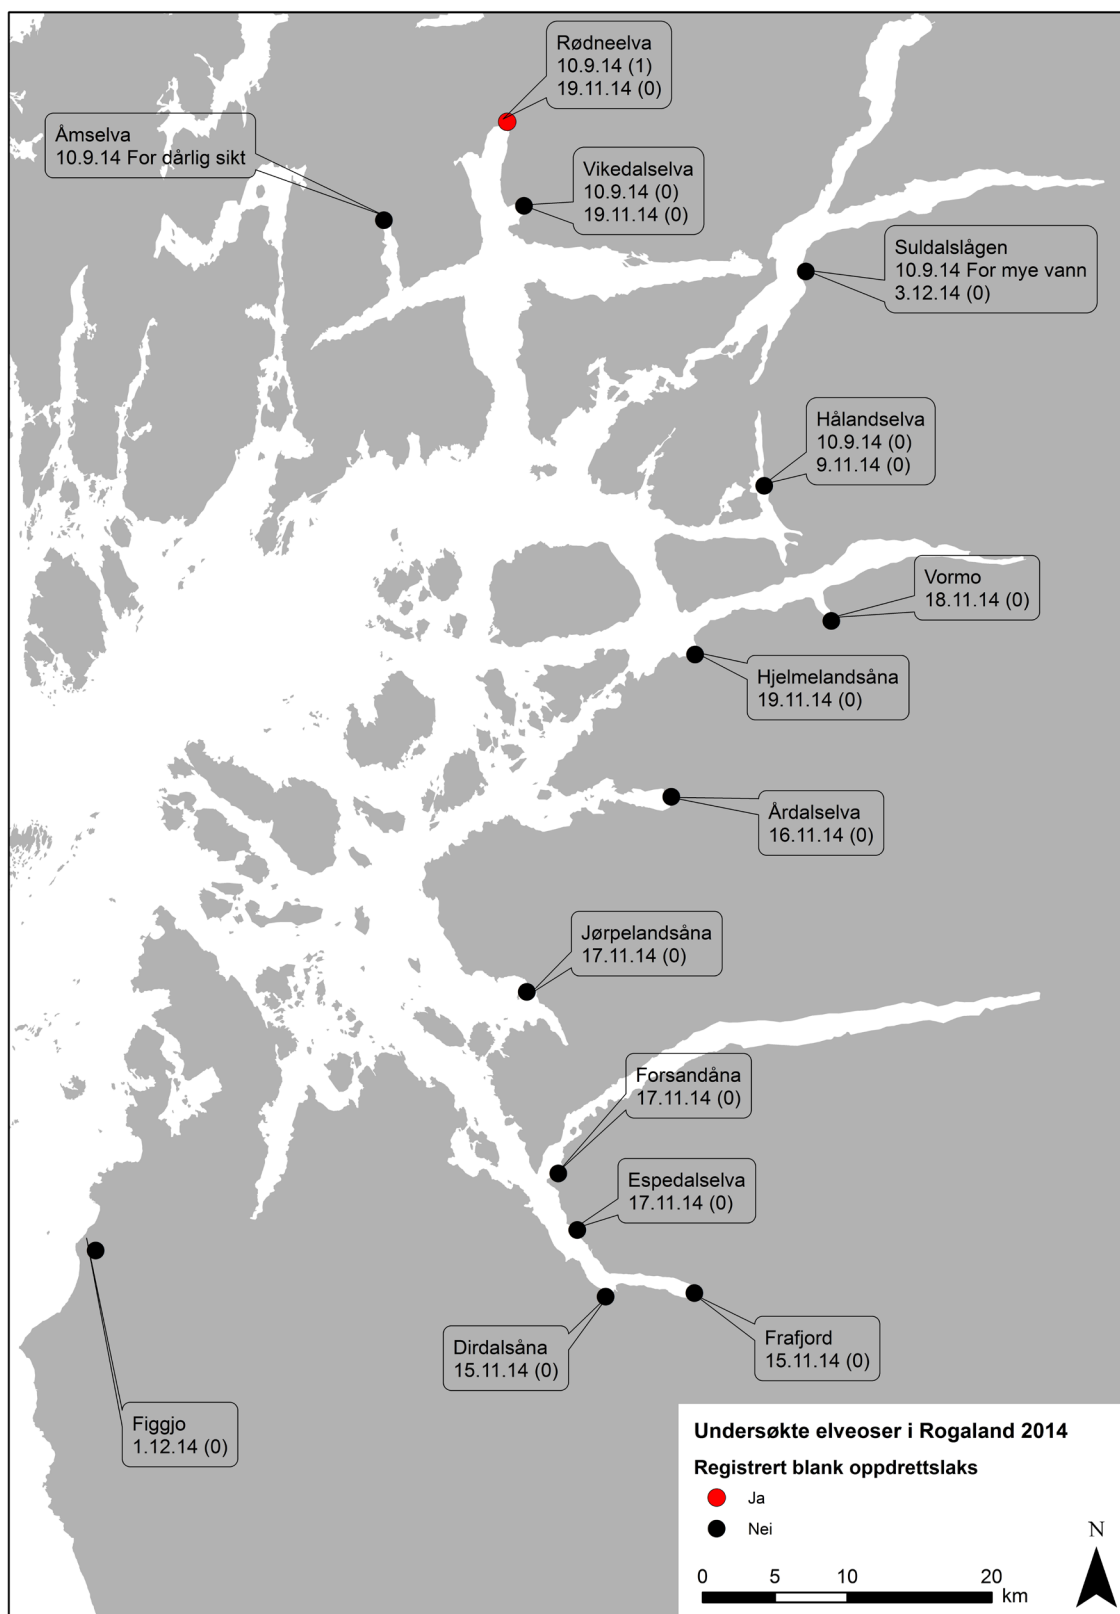 Rødneelva
10.9.14 (1)
19.11.14 (0)
Åmselva
10.9.14 For dårlig sikt
Vikedalselva
10.9.14 (0)
19.11.14 (0)
Suldalslågen
10.9.14 For mye vann
3.12.14 (0)
Hålandselva
10.9.14 (0)
9.11.14 (0)
Vormo
18.11.14 (0)
Hjelmelandsåna
19.11.14 (0)
Årdalselva
16.11.14 (0)
Jørpelandsåna
17.11.14 (0)
Forsandåna
17.11.14 (0)
Espedalselva
17.11.14 (0)
Dirdalsåna
15.11.14 (0)
Frafjord
15.11.14 (0)
Figgjo
1.12.14 (0)
Undersøkte elveoser i Rogaland 2014
Registrert blank oppdrettslaks
Ja
Nei
N
0 5 10 20
km